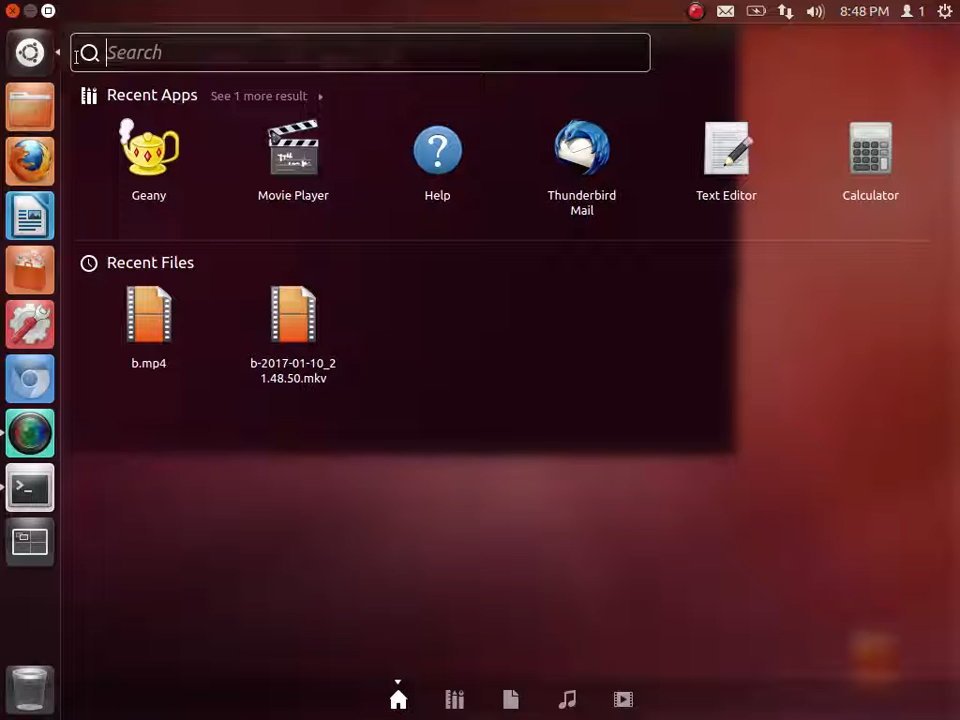 8:48 PM 1
Search
Recent Apps See 1 more result
Geany
Movie Player
Help
Thunderbird
Mail
Text Editor
Calculator
Recent Files
b.mp4
b-2017-01-10_2
1.48.50.mkv
>_